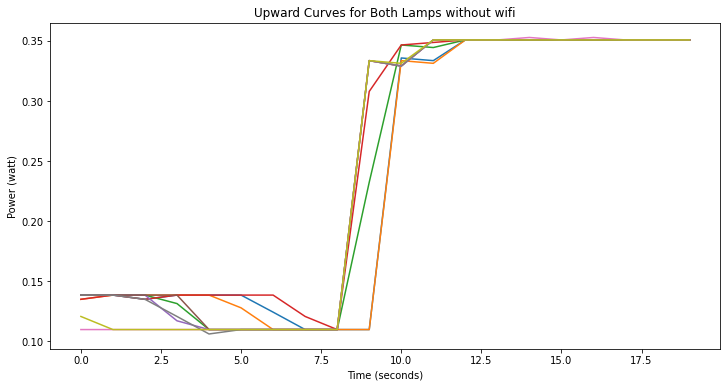 Upward Curves for Both Lamps without wifi
Power (watt)
0.35
0.30
0.25
0.20
0.15
0.10
0.0 2.5 5.0 7.5 10.0 12.5 15.0 17.5
Time (seconds)